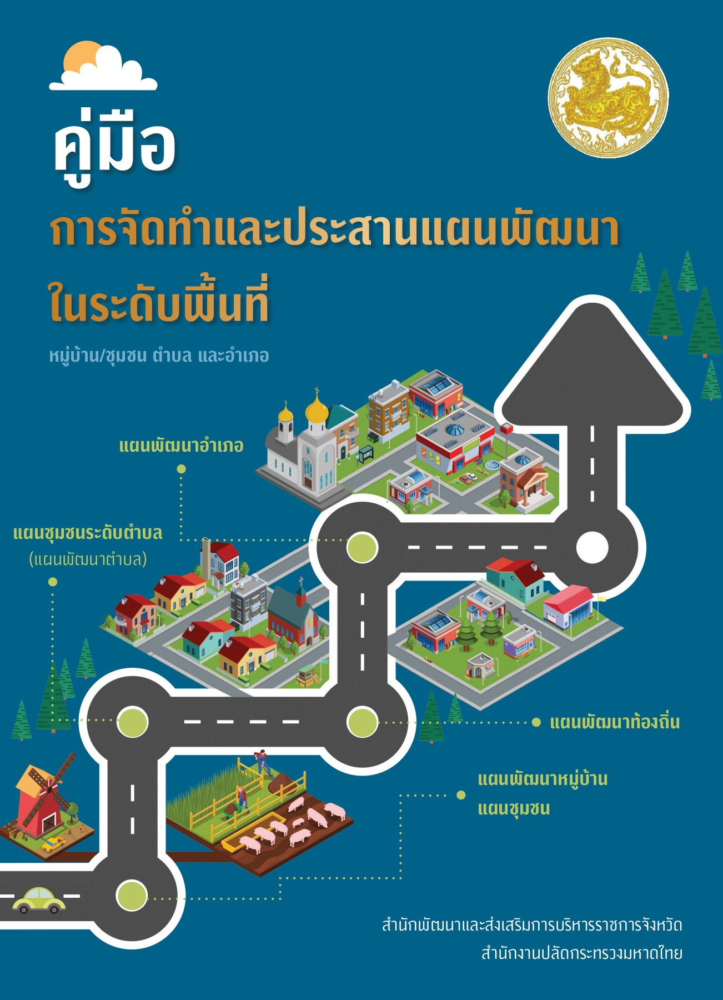 คู่มือ
การจัดทำและประสานแผนพัฒนา
ในระดับพื้นที่
หมู่บ้าน/ชุมชน ตำบล และอำเภอ
แผนพัฒนาอำเภอ
แผนชุมชนระดับตำบล
(แผนพัฒนาตำบล)
แผนพัฒนาท้องถิ่น
แผนพัฒนาหมู่บ้าน
แผนชุมชน
สำนักพัฒนาและส่งเสริมการบริหารราชการจังหวัด
สำนักงานปลัดกระทรวงมหาดไทย